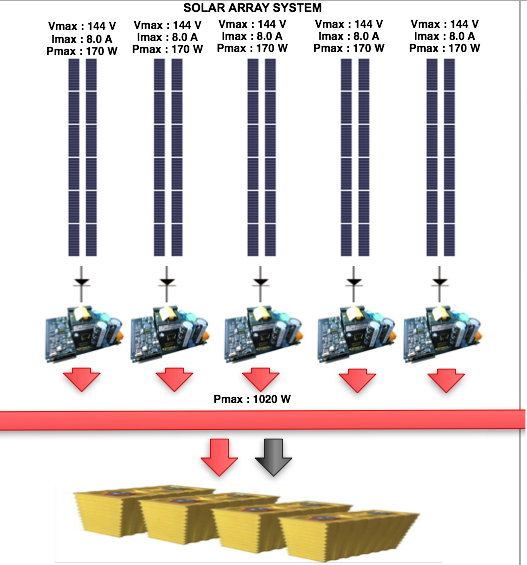 SOLAR ARRAY SYSTEM
Vmax : 144 V Vmax : 144 V Vmax : 144 V Vmax : 144 V Vmax : 144 V
Imax : 8.0 A Imax : 8.0 A Imax : 8.0 A Imax : 8.0 A Imax : 8.0 A
Pmax : 170 W Pmax : 170 W Pmax : 170 W Pmax : 170 W Pmax : 170 W
Pmax : 1020 W